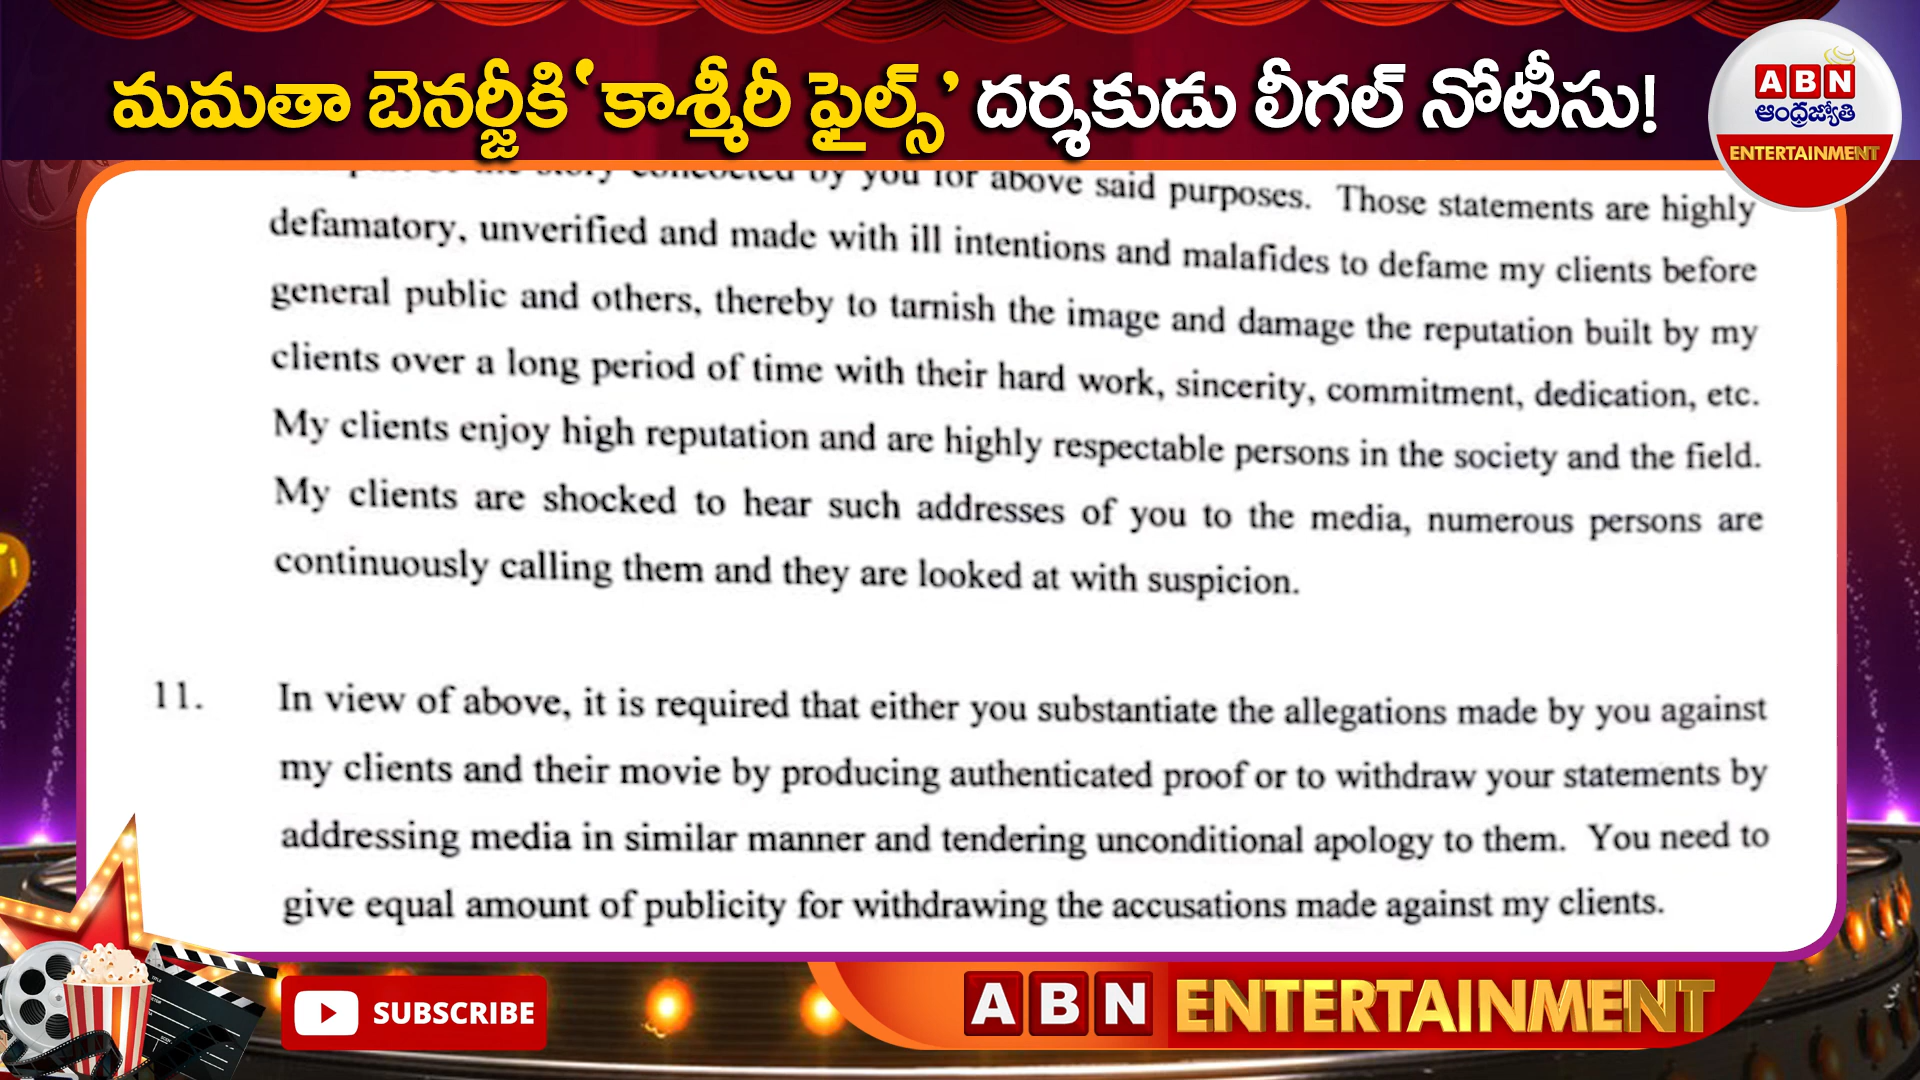 మమతా బెనర్జీకి ‘కాశ్మీరీ ఫైల్స్’ దర్శకుడు లీగల్ నోటీసు!
ABN
ఆంధ్రజ్యోతి
ENTERTAINMENT
the story concocted by you for above said purposes. Those statements are highly
defamatory, unverified and made with ill intentions and malafides to defame my clients before
general public and others, thereby to tarnish the image and damage the reputation built by my
clients over a long period of time with their hard work, sincerity, commitment, dedication, etc.
My clients enjoy high reputation and are highly respectable persons in the society and the field.
My clients are shocked to hear such addresses of you to the media, numerous persons are
continuously calling them and they are looked at with suspicion.
11. In view of above, it is required that either you substantiate the allegations made by you against
my clients and their movie by producing authenticated proof or to withdraw your statements by
addressing media in similar manner and tendering unconditional apology to them. You need to
give equal amount of publicity for withdrawing the accusations made against my clients.
SUBSCRIBE
ABN ENTERTAINMENT